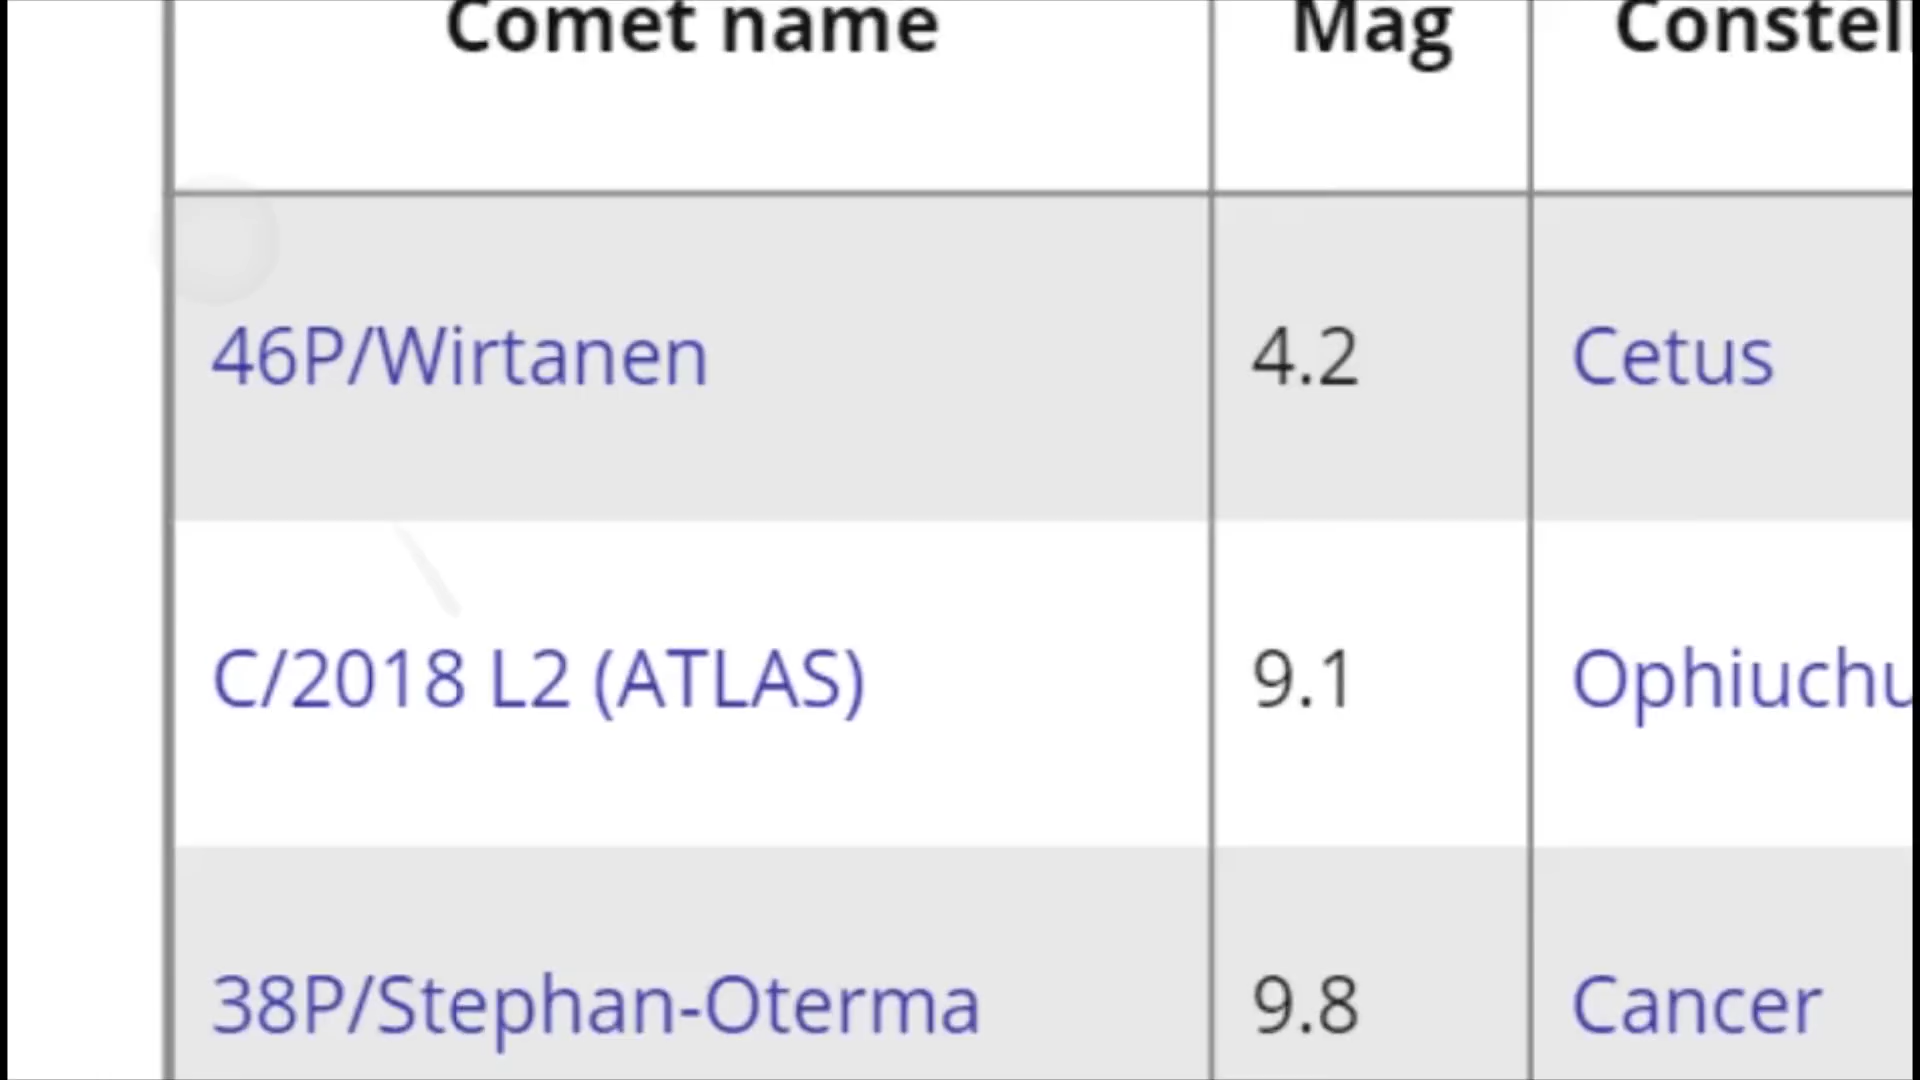 Comet name Mag
46P/Wirtanen 4.2 Cetus
C/2018 L2 (ATLAS) 9.1
38P/Stephan-Oterma 9.8 Cancer